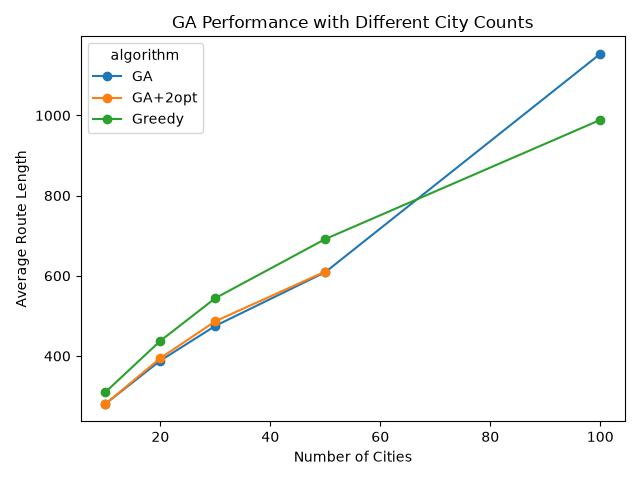 GA Performance with Different City Counts
algorithm
GA
GA+2opt
Greedy
Average Route Length
1000
800
600
400
20 40 60 80 100
Number of Cities